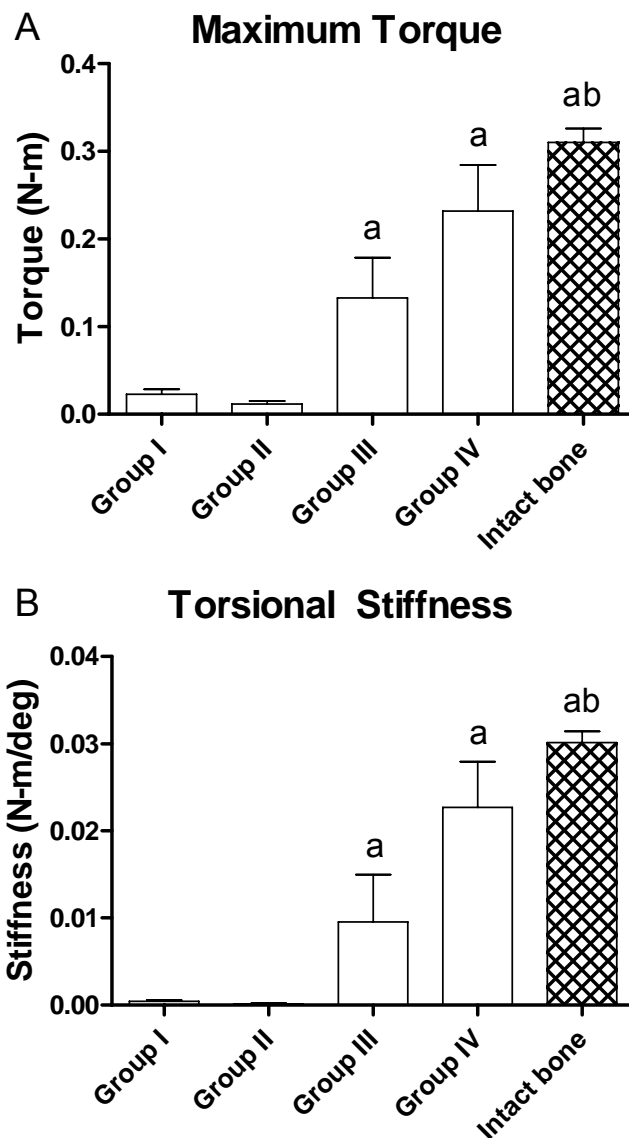 A Maximum Torque
Torque (N-m)
0.4
0.3
0.2
0.1
0.0
a
a
ab
Group I
Group II
Group III
Group IV
Intact bone
B Torsional Stiffness
Stiffness (N-m/deg)
0.04
0.03
0.02
0.01
0.00
a
a
ab
Group I
Group II
Group III
Group IV
Intact bone